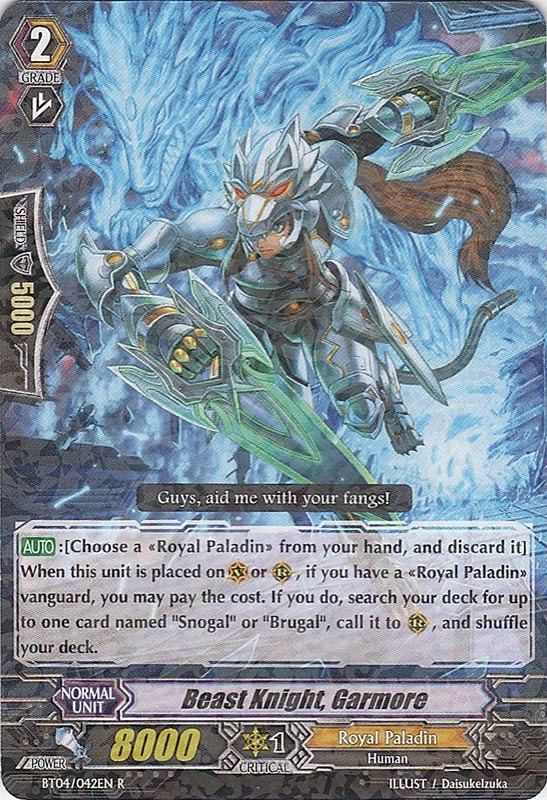 2
GRADE
SHIELD
5000
Guys, aid me with your fangs!
AUTO:[Choose a «Royal Paladin» from your hand, and discard it]
When this unit is placed on V or R, if you have a «Royal Paladin»
vanguard, you may pay the cost. If you do, search your deck for up
to one card named "Snogal" or "Brugal", call it to R, and shuffle
your deck.
NORMAL
UNIT
Beast Knight, Garmore
POWER
8000
1
CRITICAL
Royal Paladin
Human
BT04/042EN R
ILLUST / DaisukeIzuka